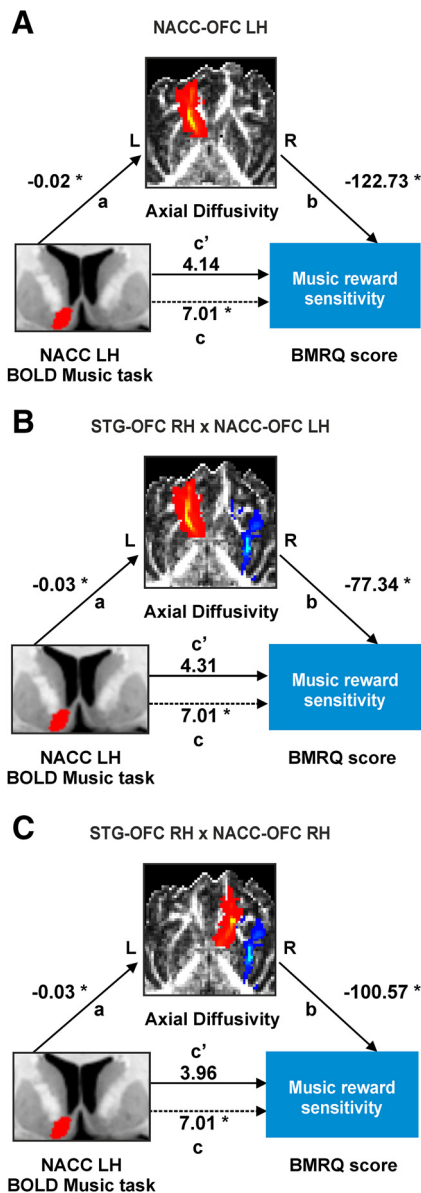 A
NACC-OFC LH
L
R
-0.02 *
-122.73 *
a
b
Axial Diffusivity
c'
4.14
Music reward
sensitivity
7.01 *
c
NACC LH
BOLD Music task
BMRQ score
B
STG-OFC RH x NACC-OFC LH
L
R
-0.03 *
-77.34 *
a
b
Axial Diffusivity
c'
4.31
Music reward
sensitivity
7.01 *
c
NACC LH
BOLD Music task
BMRQ score
C
STG-OFC RH x NACC-OFC RH
L
R
-0.03 *
-100.57 *
a
b
Axial Diffusivity
c'
3.96
Music reward
sensitivity
7.01 *
c
NACC LH
BOLD Music task
BMRQ score